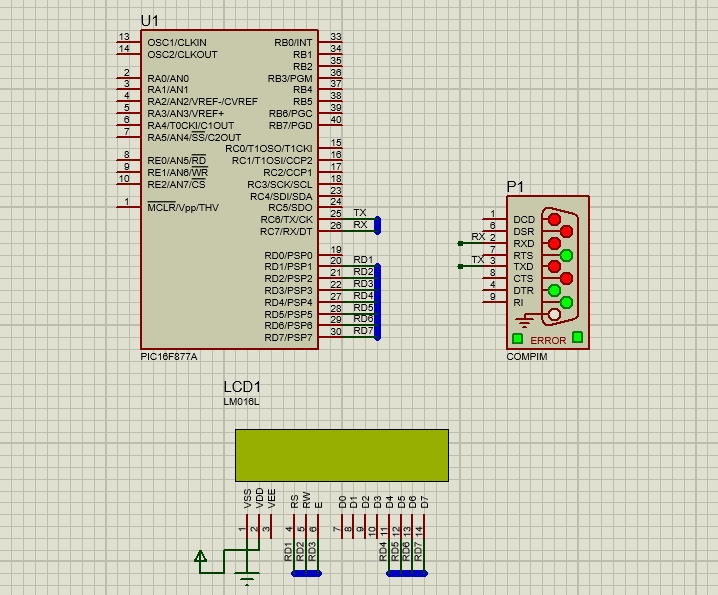 U1
13 OSC1/CLKIN RB0/INT 33
14 OSC2/CLKOUT RB1 34
RB2 35
2 RA0/AN0 RB3/PGM 36
3 RA1/AN1 RB4 37
4 RA2/AN2/VREF-/CVREF RB5 38
5 RA3/AN3/VREF+ RB6/PGC 39
6 RA4/T0CKI/C1OUT RB7/PGD 40
7 RA5/AN4/SS/C2OUT
RC0/T1OSO/T1CKI 15
8 RE0/AN5/RD RC1/T1OSI/CCP2 16
9 RE1/AN6/WR RC2/CCP1 17
10 RE2/AN7/CS RC3/SCK/SCL 18
RC4/SDI/SDA 23
1 MCLR/Vpp/THV RC5/SDO 24
RC6/TX/CK 25 TX
RC7/RX/DT 26 RX
RD0/PSP0 19
RD1/PSP1 20 RD1
RD2/PSP2 21 RD2
RD3/PSP3 22 RD3
RD4/PSP4 27 RD4
RD5/PSP5 28 RD5
RD6/PSP6 29 RD6
RD7/PSP7 30 RD7
PIC16F877A
P1
1 DCD
6 DSR
RX 2 RXD
7 RTS
TX 3 TXD
8 CTS
4 DTR
9 RI
ERROR
COMPIM
LCD1
LM016L
VSS VDD VEE RS RW E D0 D1 D2 D3 D4 D5 D6 D7
1 2 3 4 5 6 7 8 9 10 11 12 13 14
RD1 RD2 RD3 RD4 RD5 RD6 RD7